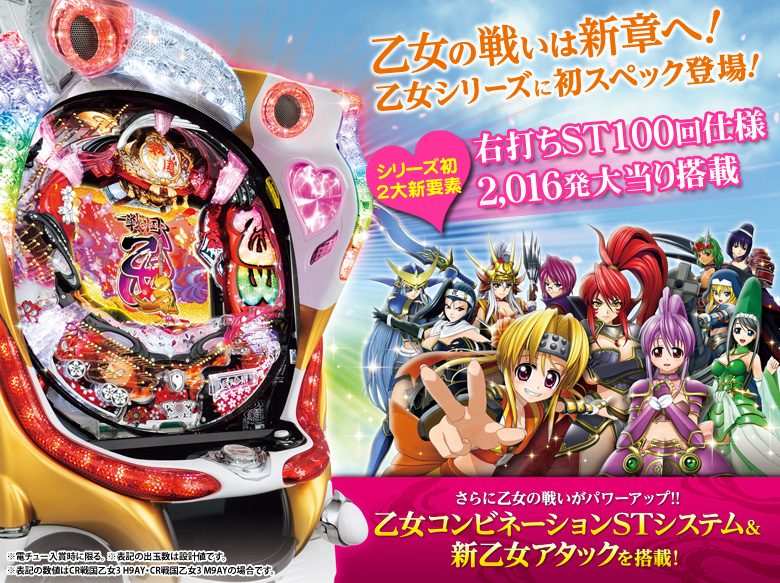 乙女の戦いは新章へ！
乙女シリーズに初スペック登場！
シリーズ初
2大新要素
右打ちST100回仕様
2,016発大当り搭載
戦国
乙女
さらに乙女の戦いがパワーアップ!!
乙女コンビネーションSTシステム&
新乙女アタックを搭載!
※電チュー入賞時に限る。※表記の出玉数は設計値です。
※表記の数値はCR戦国乙女3 H9AY・CR戦国乙女3 M9AYの場合です。